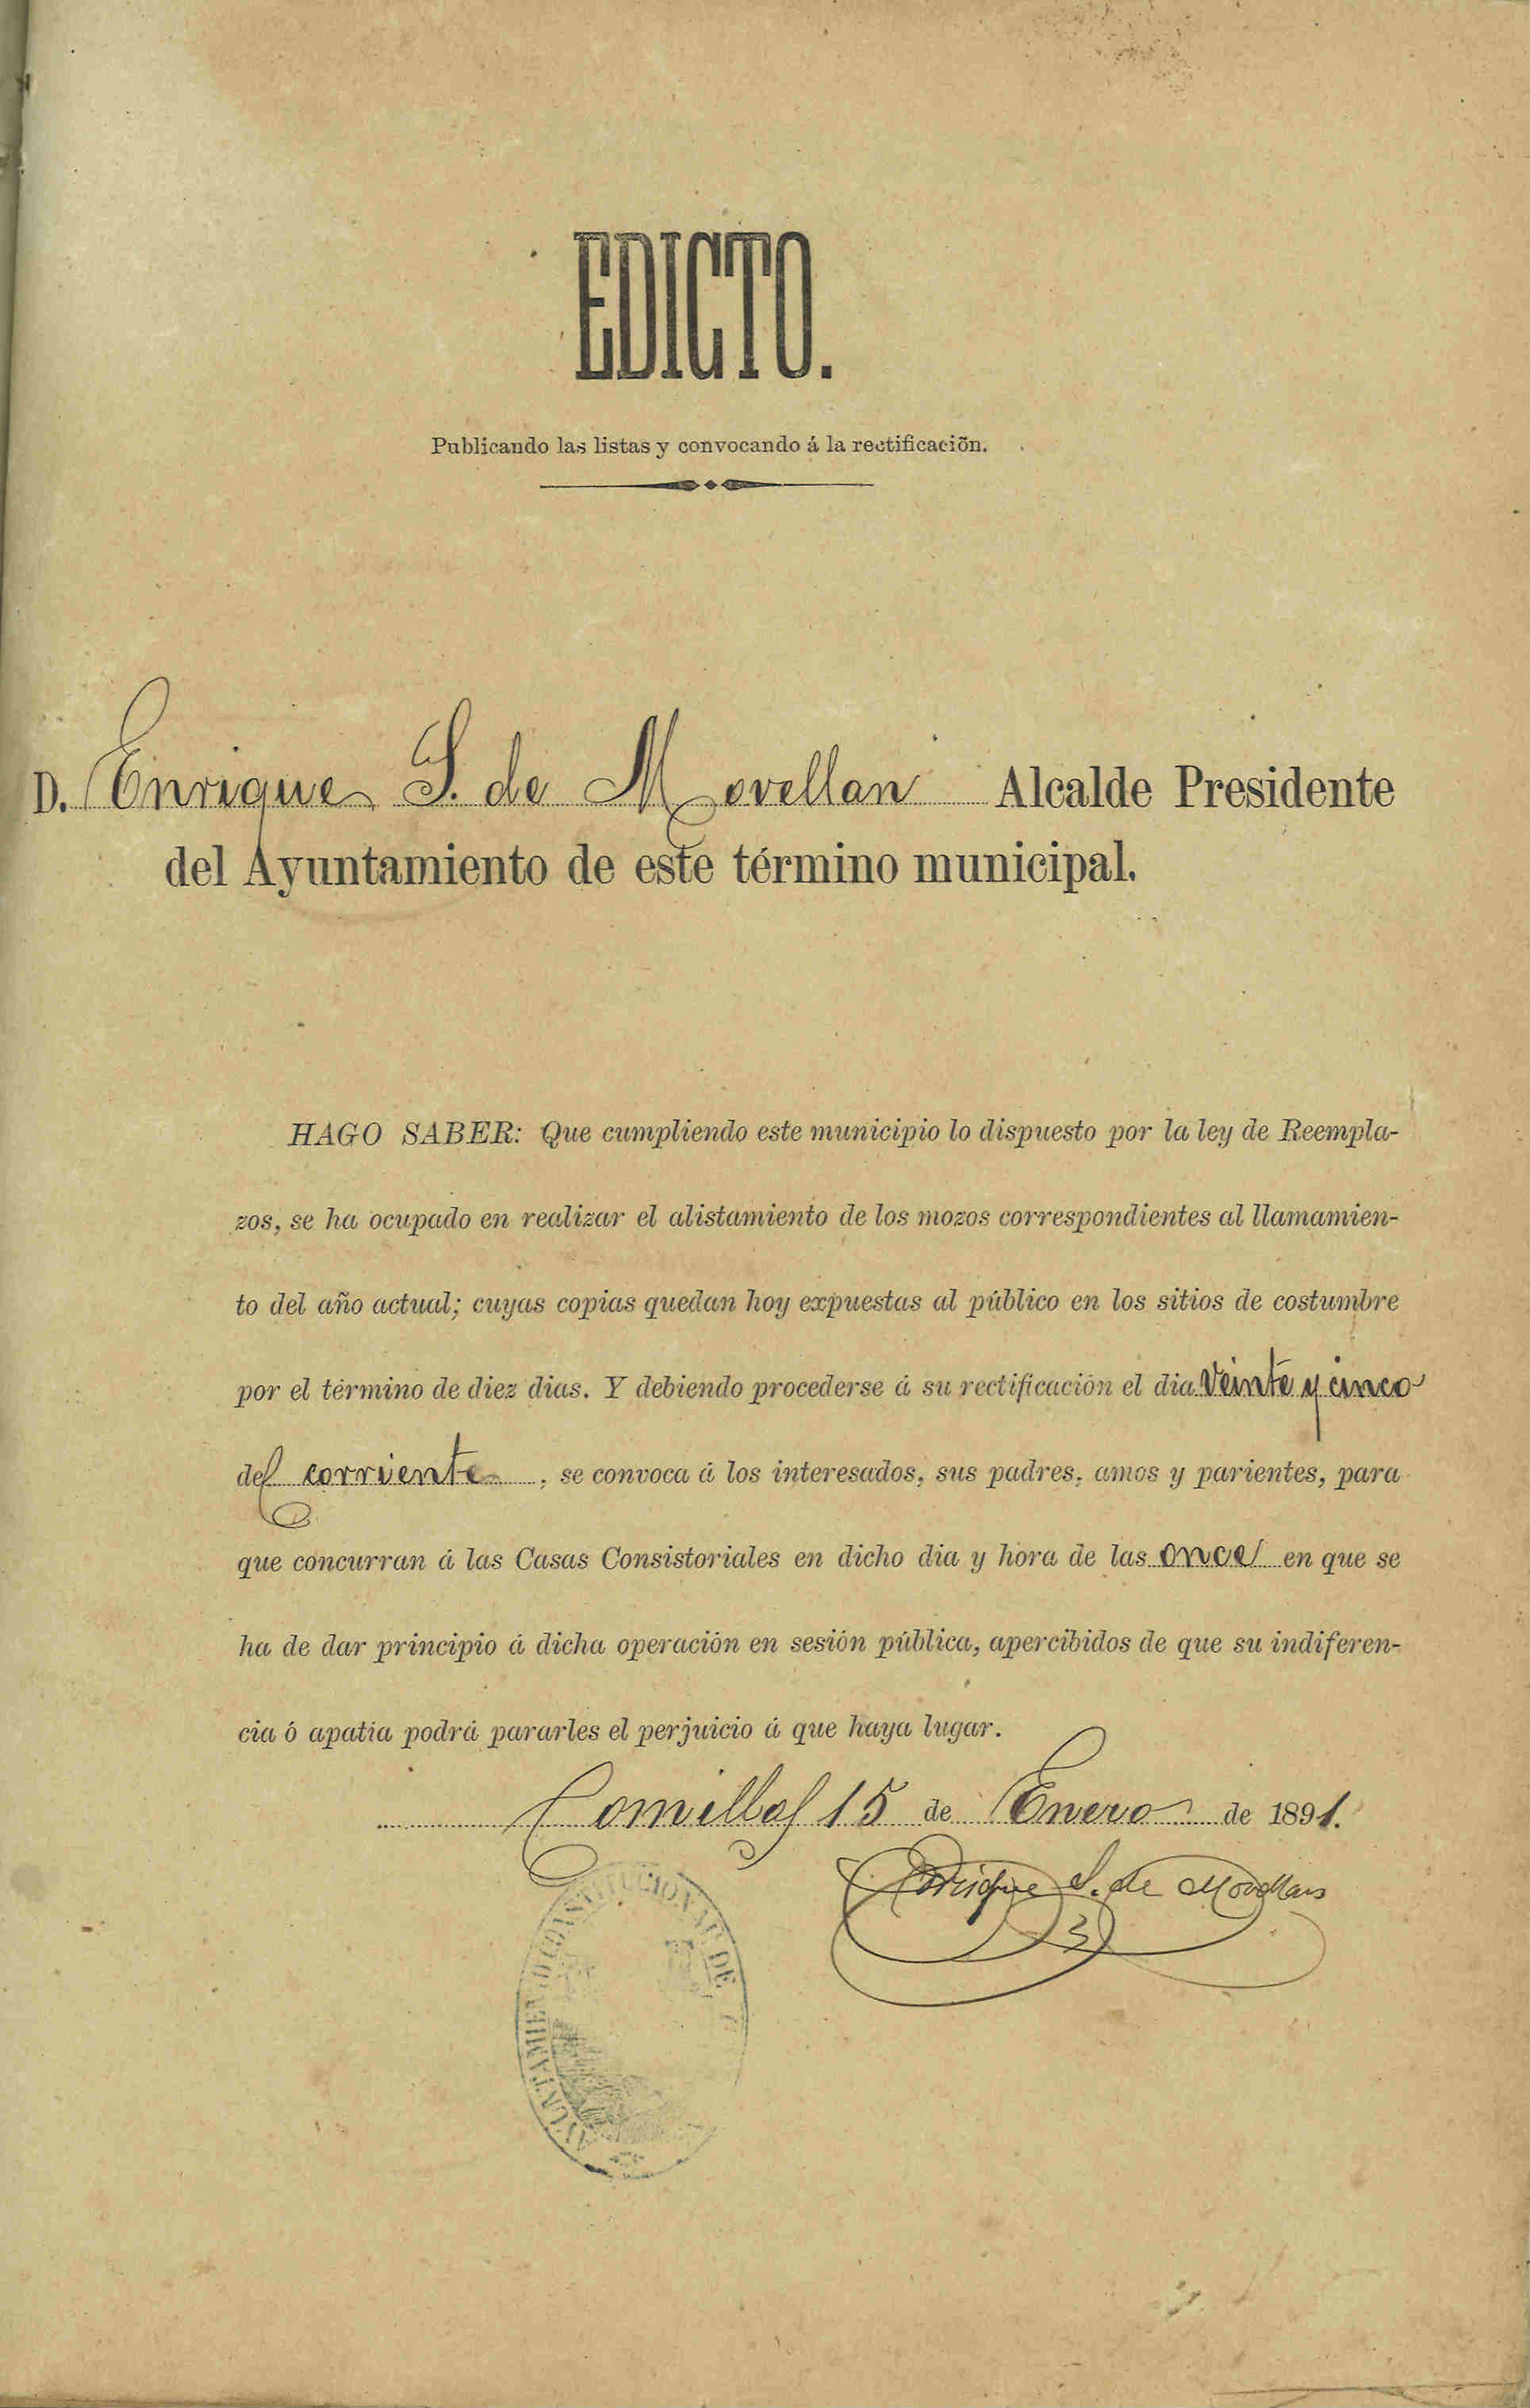 EDICTO.
Publicando las listas y convocando á la rectificación.
D. Enrique S. de Movellan Alcalde Presidente
del Ayuntamiento de este término municipal.
HAGO SABER: Que cumpliendo este municipio lo dispuesto por la ley de Reempla-
zos, se ha ocupado en realizar el alistamiento de los mozos correspondientes al llamamien-
to del año actual; cuyas copias quedan hoy expuestas al público en los sitios de costumbre
por el término de diez dias. Y debiendo procederse á su rectificación el dia veinte y cinco
del corriente, se convoca á los interesados, sus padres, amos y parientes, para
que concurran á las Casas Consistoriales en dicho dia y hora de las once en que se
ha de dar principio á dicha operación en sesión pública, apercibidos de que su indiferen-
cia ó apatia podrá pararles el perjuicio á que haya lugar.
Comillas 15 de Enero de 1891.
Enrique S. de Movellan
AYUNTAMIENTO CONSTITUCIONAL DE